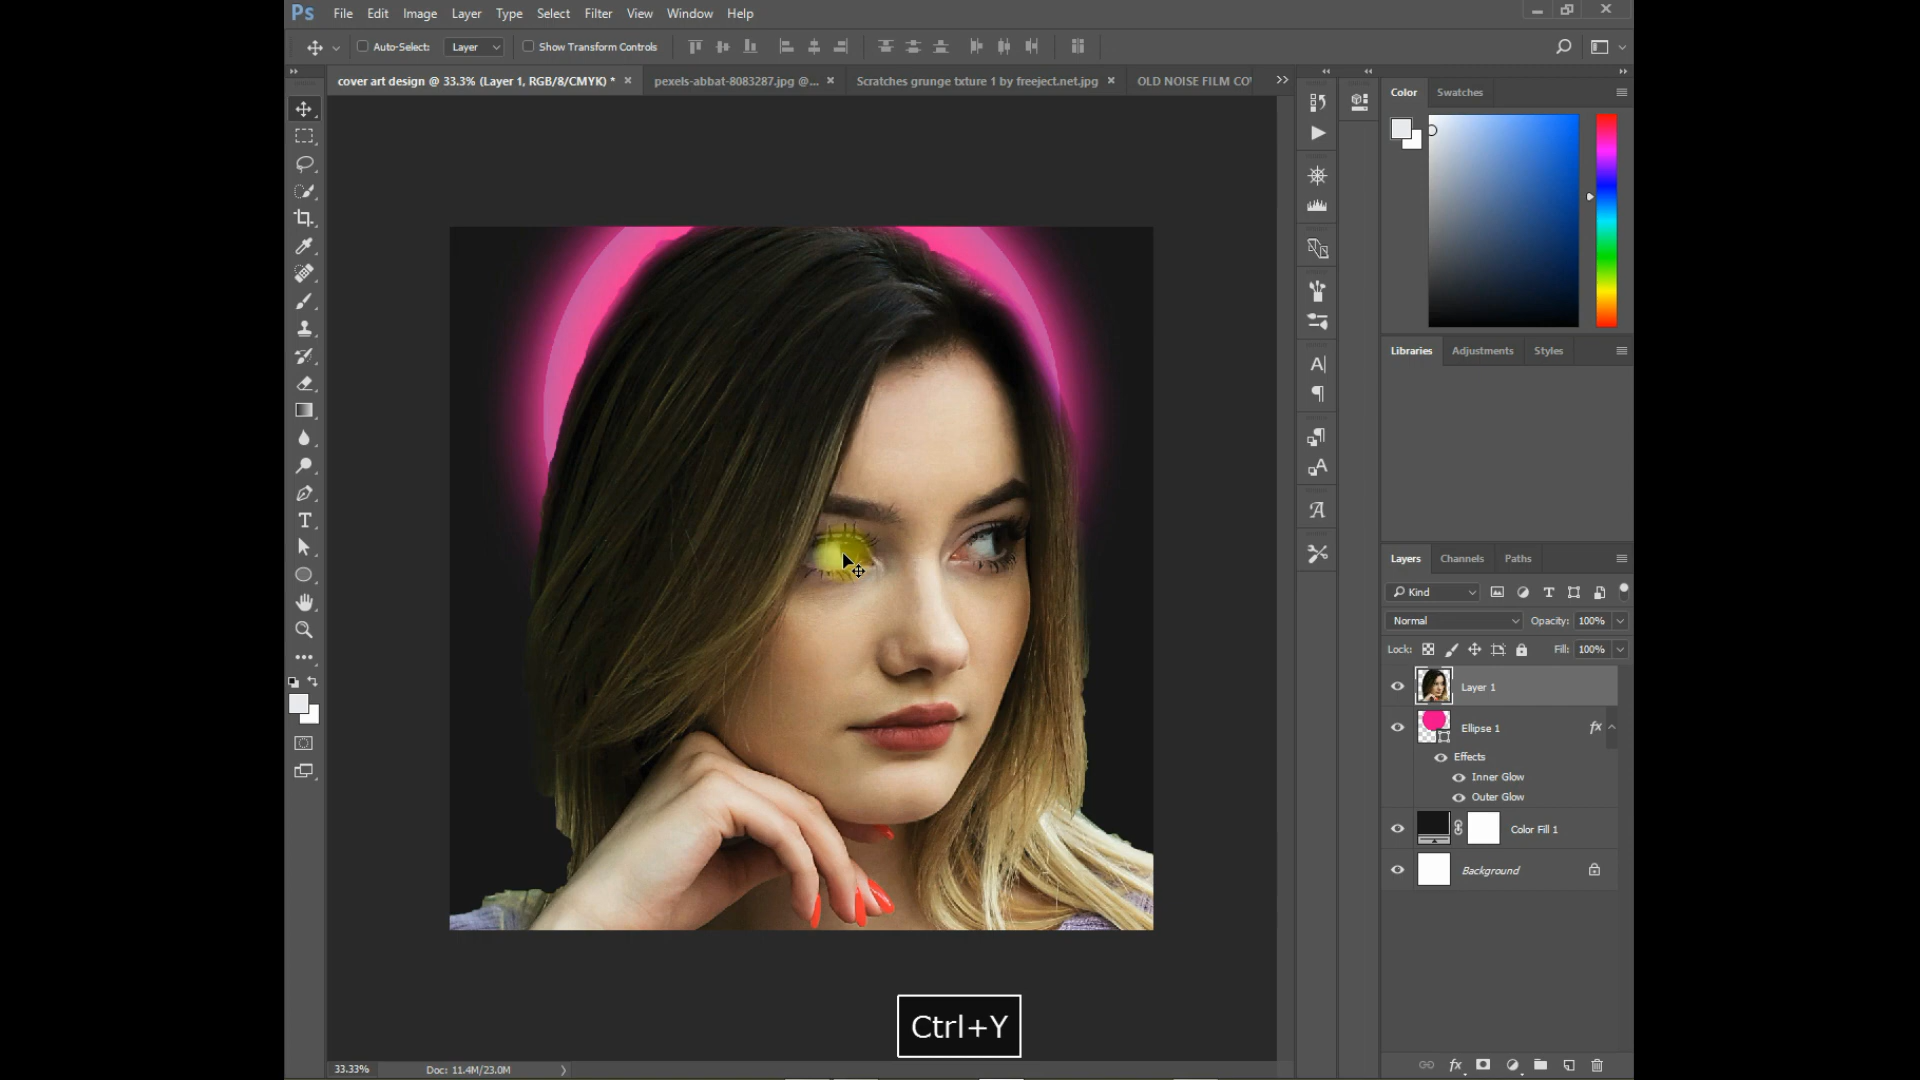 Ps File Edit Image Layer Type Select Filter View Window Help
Auto-Select: Layer Show Transform Controls
cover art design @ 33.3% (Layer 1, RGB/8/CMYK) * × pexels-abbat-8083287.jpg @... × Scratches grunge txture 1 by freeject.net.jpg × OLD NOISE FILM CO
Color Swatches
Libraries Adjustments Styles
Layers Channels Paths
Kind
Normal Opacity: 100%
Lock: Fill: 100%
Layer 1
Ellipse 1 fx
Effects
Inner Glow
Outer Glow
Color Fill 1
Background
Ctrl+Y
33.33% Doc: 11.4M/23.0M